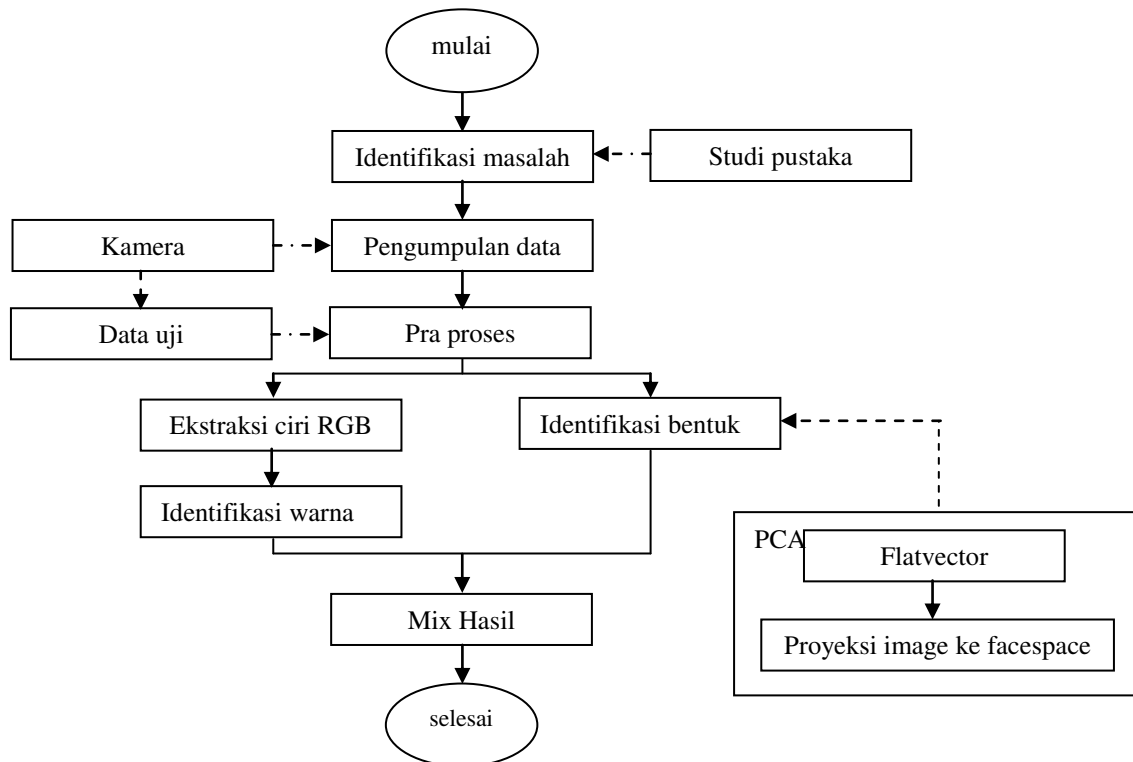 mulai
Identifikasi masalah
Studi pustaka
Kamera
Pengumpulan data
Data uji
Pra proses
Ekstraksi ciri RGB
Identifikasi bentuk
Identifikasi warna
PCA
Flatvector
Mix Hasil
Proyeksi image ke facespace
selesai